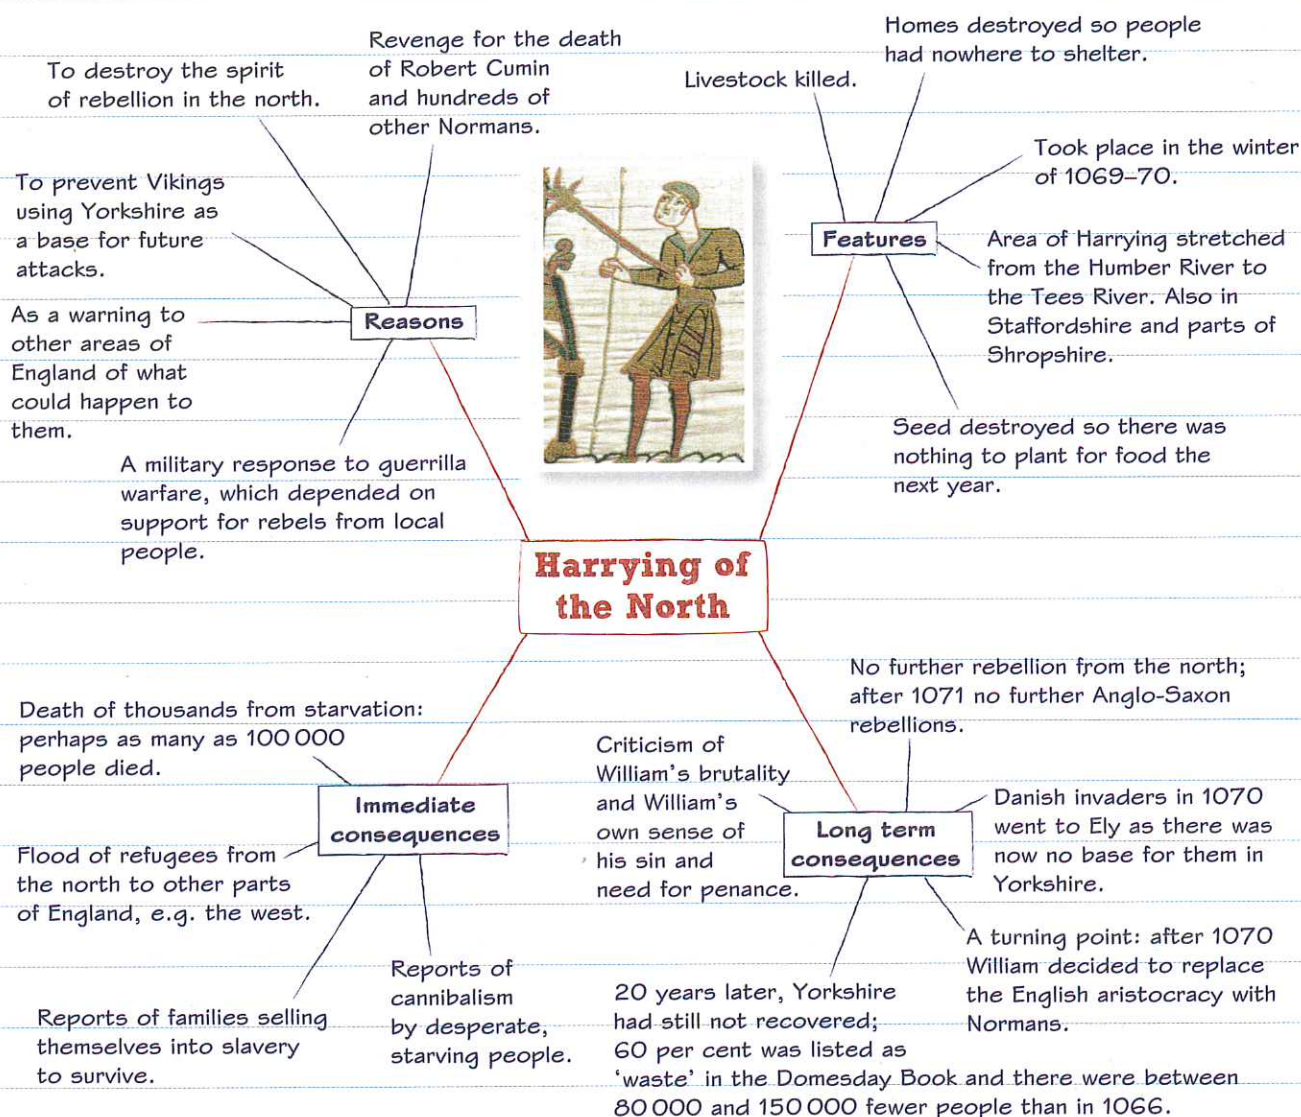 Harrying of
the North
Reasons
To destroy the spirit
of rebellion in the north.
Revenge for the death
of Robert Cumin
and hundreds of
other Normans.
To prevent Vikings
using Yorkshire as
a base for future
attacks.
As a warning to
other areas of
England of what
could happen to
them.
A military response to guerrilla
warfare, which depended on
support for rebels from local
people.
Features
Livestock killed.
Homes destroyed so people
had nowhere to shelter.
Took place in the winter
of 1069–70.
Area of Harrying stretched
from the Humber River to
the Tees River. Also in
Staffordshire and parts of
Shropshire.
Seed destroyed so there was
nothing to plant for food the
next year.
Immediate
consequences
Death of thousands from starvation:
perhaps as many as 100 000
people died.
Flood of refugees from
the north to other parts
of England, e.g. the west.
Reports of families selling
themselves into slavery
to survive.
Reports of
cannibalism
by desperate,
starving people.
Long term
consequences
Criticism of
William's brutality
and William's
own sense of
his sin and
need for penance.
No further rebellion from the north;
after 1071 no further Anglo-Saxon
rebellions.
Danish invaders in 1070
went to Ely as there was
now no base for them in
Yorkshire.
A turning point: after 1070
William decided to replace
the English aristocracy with
Normans.
20 years later, Yorkshire
had still not recovered;
60 per cent was listed as
'waste' in the Domesday Book and there were between
80 000 and 150 000 fewer people than in 1066.